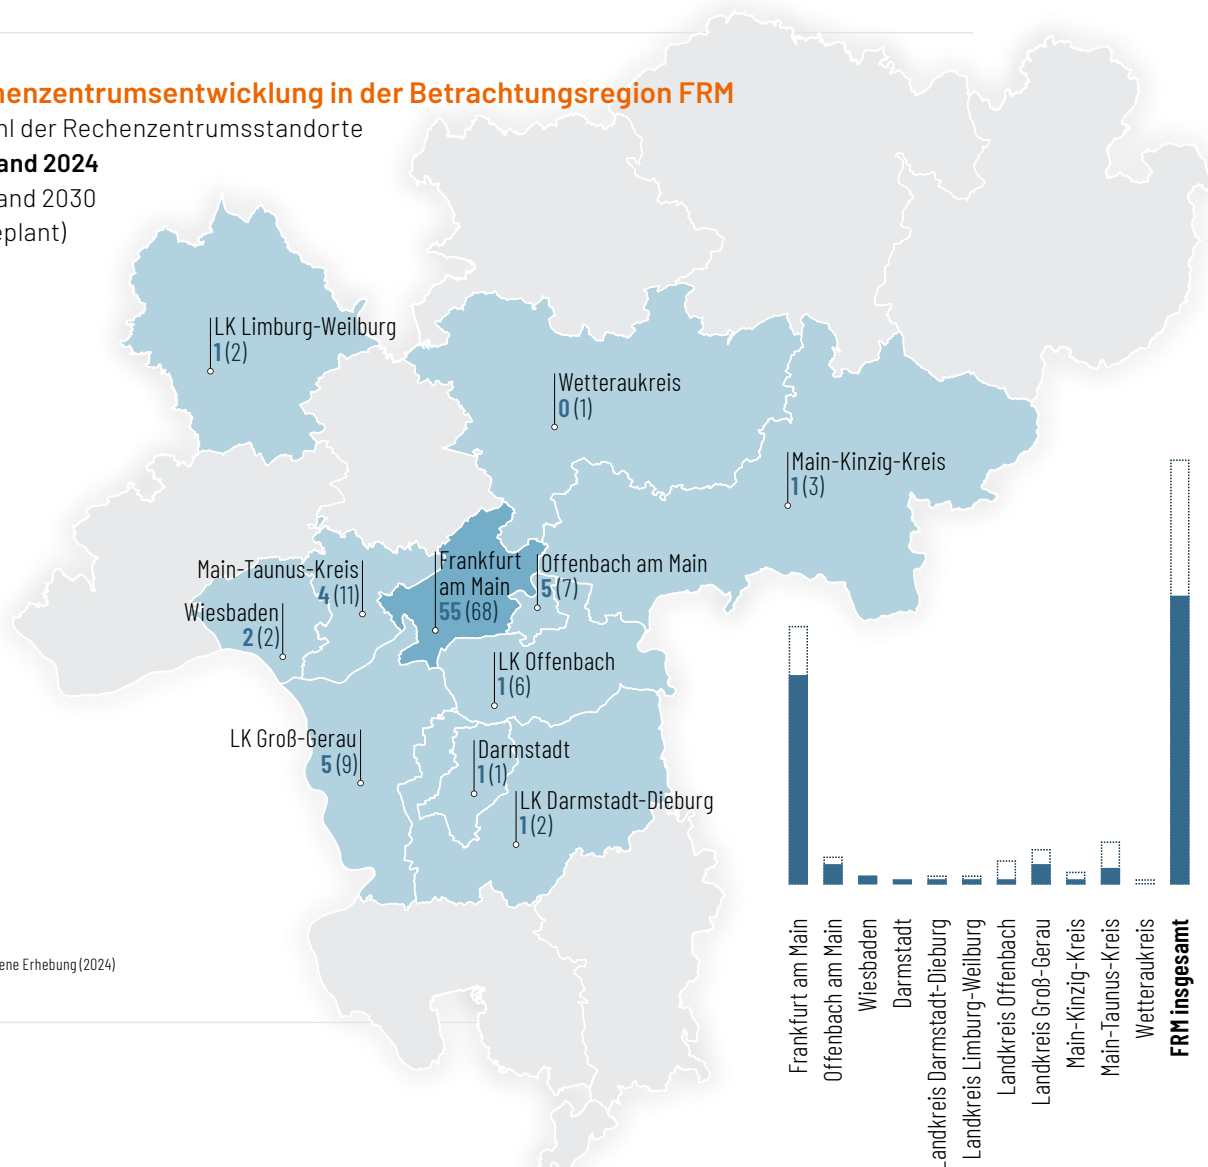 henzentrumsentwicklung in der Betrachtungsregion FRM
hl der Rechenzentrumsstandorte
and 2024
and 2030
eplant)
LK Limburg-Weilburg
1 (2)
Wetteraukreis
0 (1)
Main-Kinzig-Kreis
1 (3)
Main-Taunus-Kreis
4 (11)
Frankfurt
am Main
55 (68)
Offenbach am Main
5 (7)
Wiesbaden
2 (2)
LK Offenbach
1 (6)
LK Groß-Gerau
5 (9)
Darmstadt
1 (1)
LK Darmstadt-Dieburg
1 (2)
ene Erhebung (2024)
Frankfurt am Main
Offenbach am Main
Wiesbaden
Darmstadt
Landkreis Darmstadt-Dieburg
Landkreis Limburg-Weilburg
Landkreis Offenbach
Landkreis Groß-Gerau
Main-Kinzig-Kreis
Main-Taunus-Kreis
Wetteraukreis
FRM insgesamt